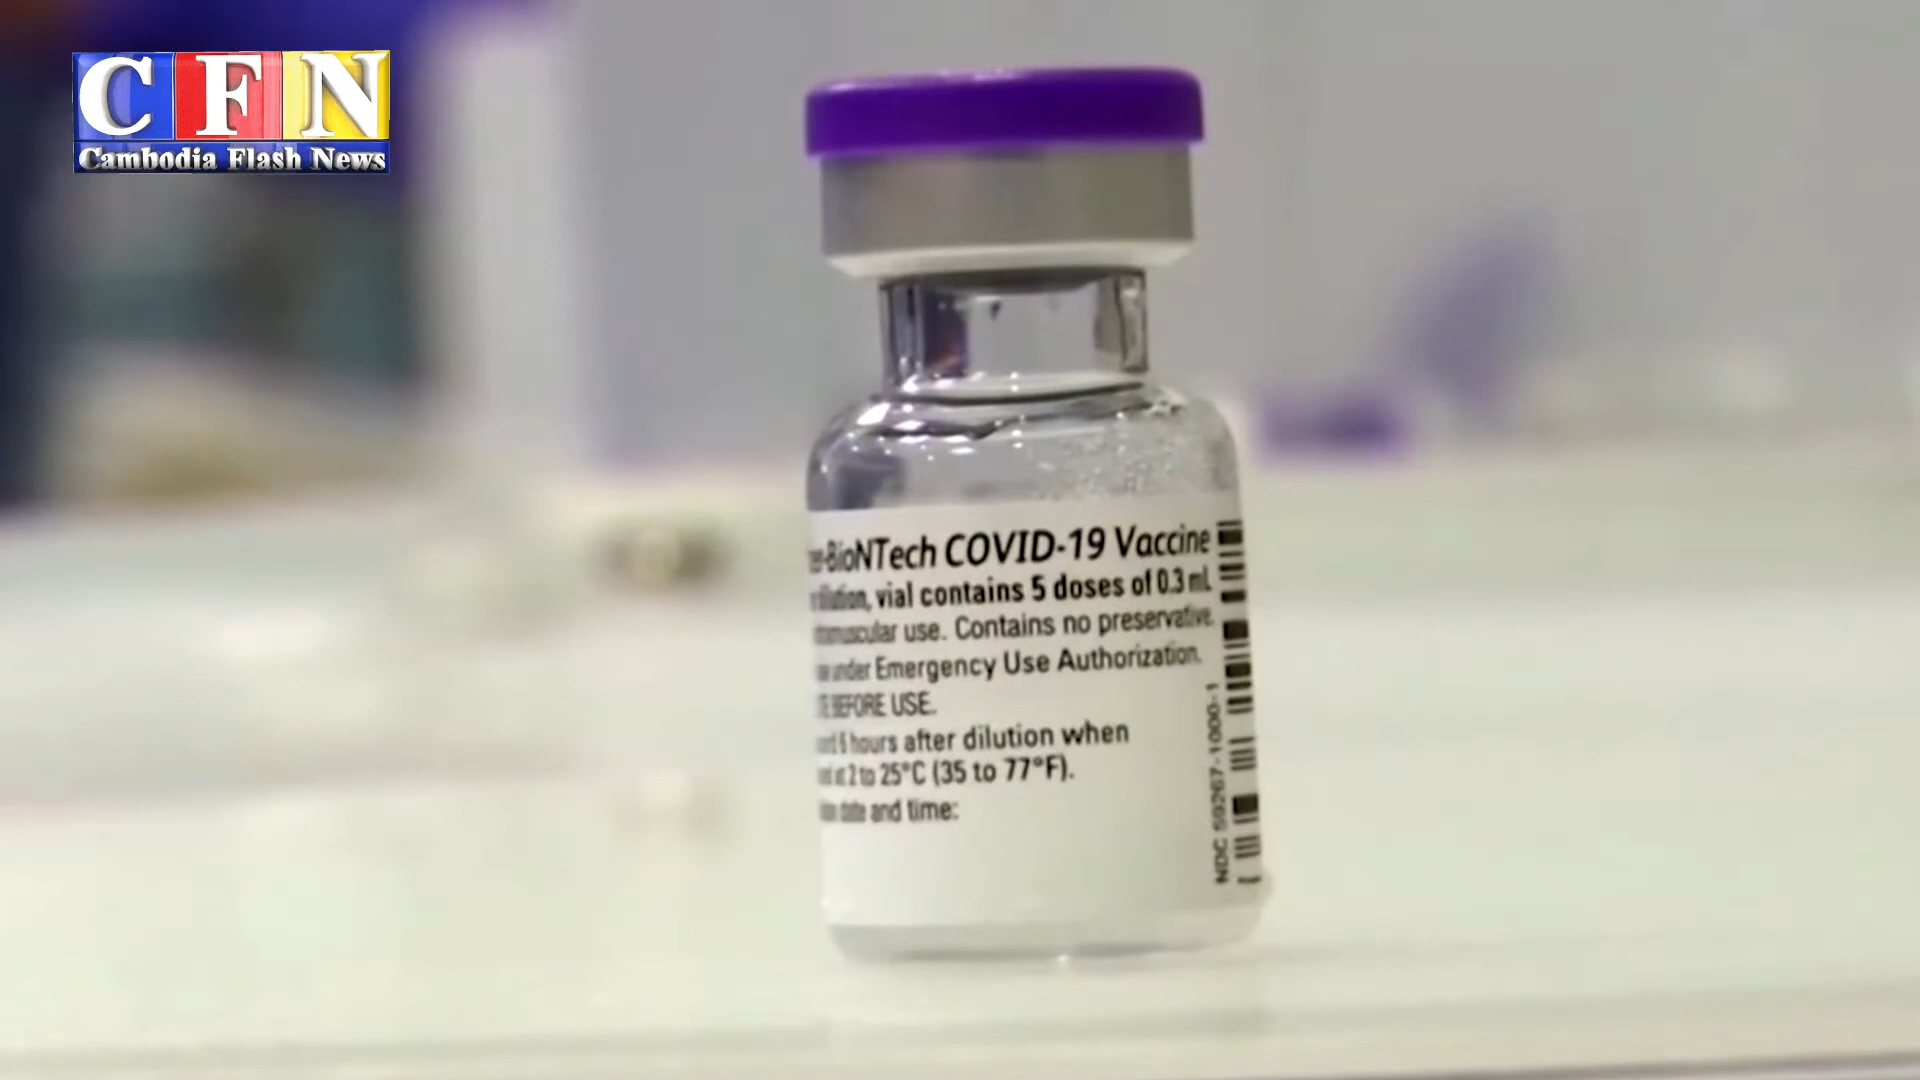 CFN
Cambodia Flash News
er-BioNTech COVID-19 Vaccine
vial contains 5 doses of 0.3 mL
use. Contains no preservative.
under Emergency Use Authorization.
BEFORE USE.
6 hours after dilution when
at 2 to 25°C (35 to 77°F).
date and time:
NDC 59267-1000-1